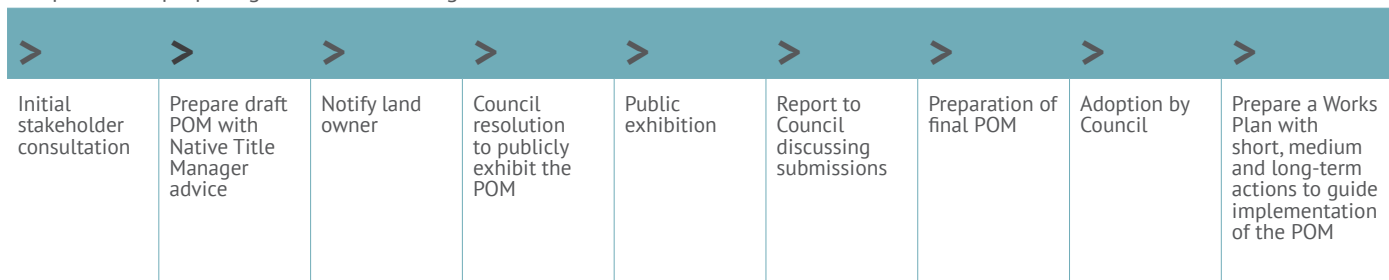 >
>
>
>
>
>
>
>
>
Initial
stakeholder
consultation
Prepare draft
POM with
Native Title
Manager
advice
Notify land
owner
Council
resolution
to publicly
exhibit the
POM
Public
exhibition
Report to
Council
discussing
submissions
Preparation of
final POM
Adoption by
Council
Prepare a Works
Plan with
short, medium
and long-term
actions to guide
implementation
of the POM